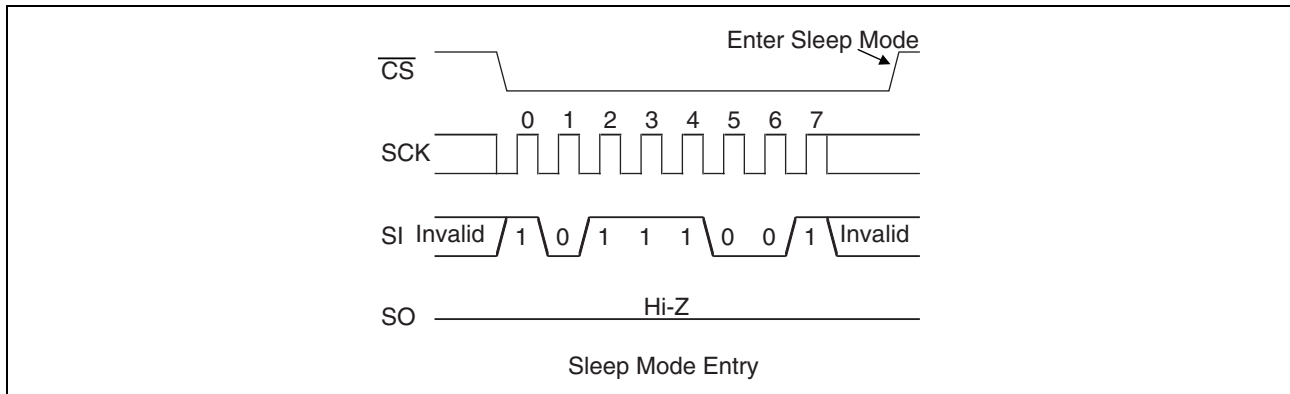 Enter Sleep Mode
CS
0 1 2 3 4 5 6 7
SCK
SI Invalid 1 0 1 1 1 0 0 1 Invalid
Hi-Z
SO
Sleep Mode Entry